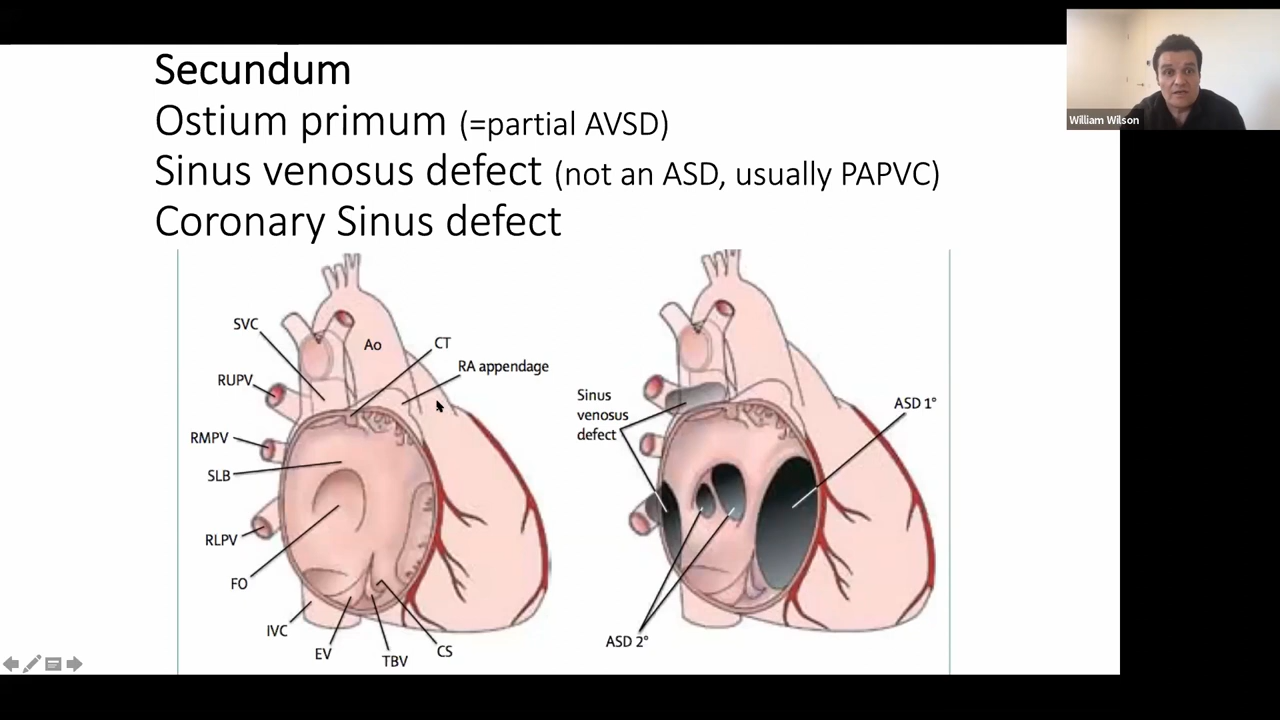 Secundum
Ostium primum (=partial AVSD)
Sinus venosus defect (not an ASD, usually PAPVC)
Coronary Sinus defect
William Wilson
SVC
Ao
CT
RA appendage
RUPV
RMPV
SLB
RLPV
FO
IVC
EV
TBV
CS
Sinus
venosus
defect
ASD 1°
ASD 2°